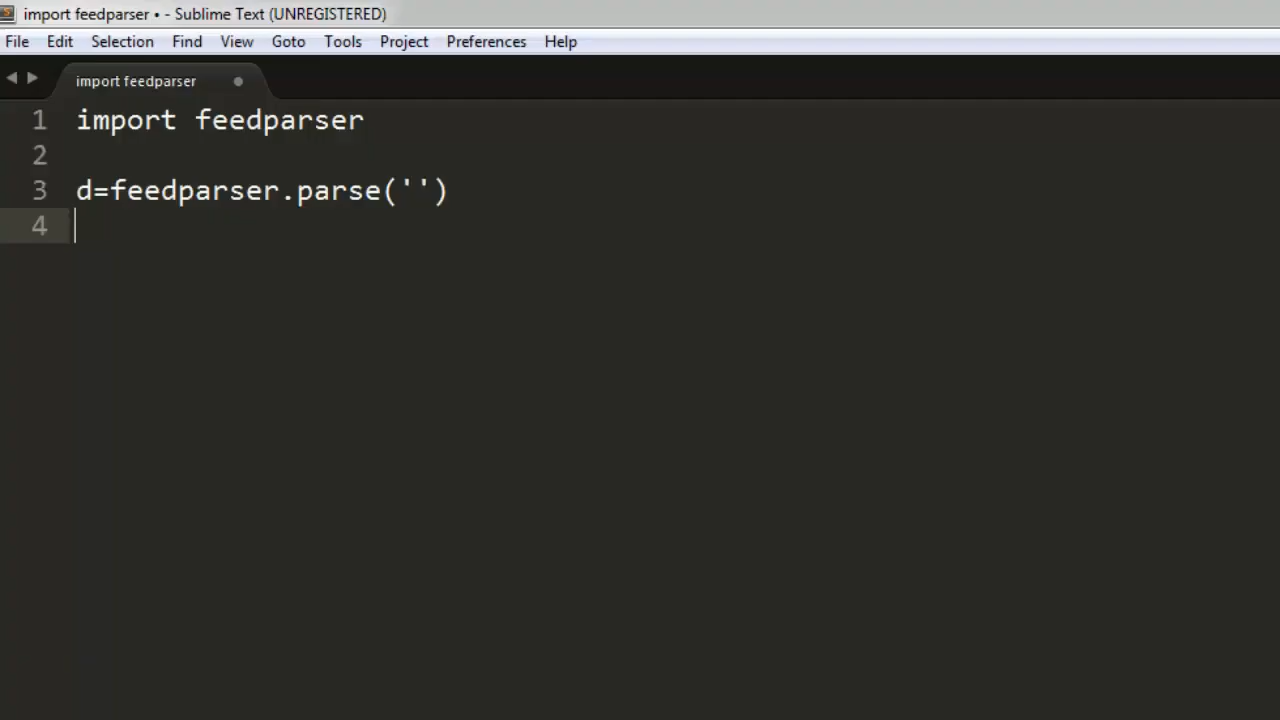 import feedparser • - Sublime Text (UNREGISTERED)
File Edit Selection Find View Goto Tools Project Preferences Help
import feedparser
1 import feedparser
2
3 d=feedparser.parse('')
4